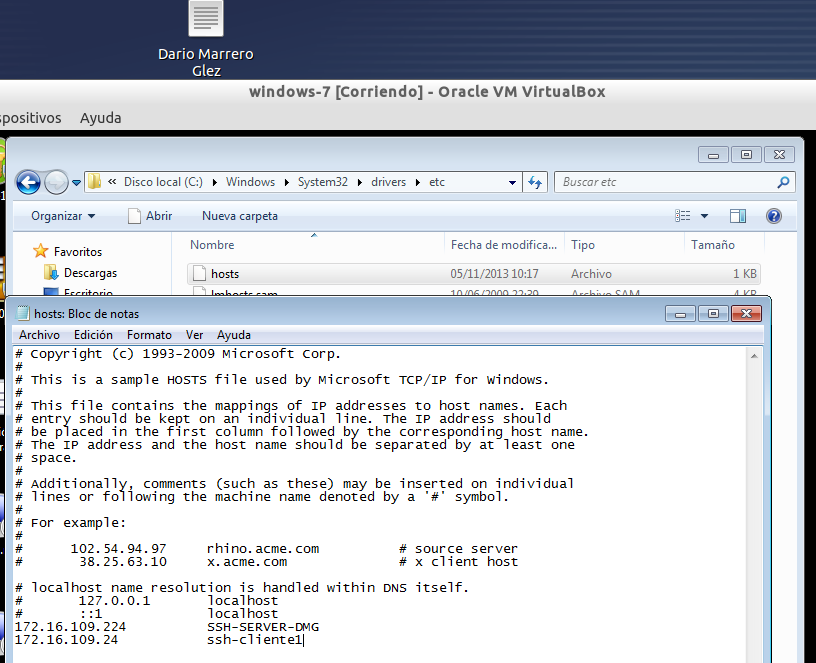 Dario Marrero
Glez
windows-7 [Corriendo] - Oracle VM VirtualBox
spositivos Ayuda
« Disco local (C:) Windows System32 drivers etc Buscar etc
Organizar Abrir Nueva carpeta
Nombre Fecha de modifica... Tipo Tamaño
Favoritos
hosts 05/11/2013 10:17 Archivo 1 KB
Descargas
Escritorio lmhosts.sam 10/06/2009 22:39 Archivo SAM 4 KB
hosts: Bloc de notas
Archivo Edición Formato Ver Ayuda
# Copyright (c) 1993-2009 Microsoft Corp.
#
# This is a sample HOSTS file used by Microsoft TCP/IP for Windows.
#
# This file contains the mappings of IP addresses to host names. Each
# entry should be kept on an individual line. The IP address should
# be placed in the first column followed by the corresponding host name.
# The IP address and the host name should be separated by at least one
# space.
#
# Additionally, comments (such as these) may be inserted on individual
# lines or following the machine name denoted by a '#' symbol.
#
# For example:
#
#      102.54.94.97     rhino.acme.com          # source server
#       38.25.63.10     x.acme.com              # x client host

# localhost name resolution is handled within DNS itself.
#       127.0.0.1       localhost
#       ::1             localhost
172.16.109.224          SSH-SERVER-DMG
172.16.109.24           ssh-cliente1